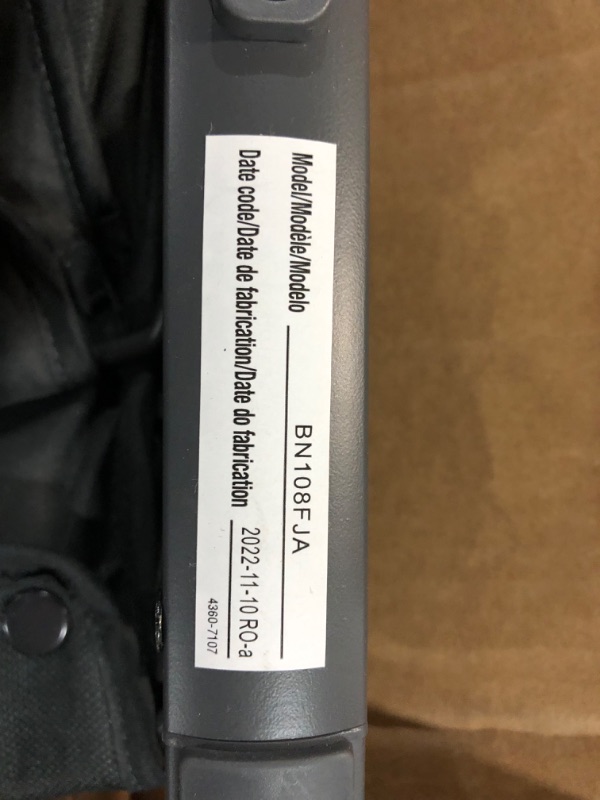 Model/Modèle/Modelo BN108FJA
Date code/Date de fabrication/Date do fabrication 2022-11-10 RO-a
4360-7107